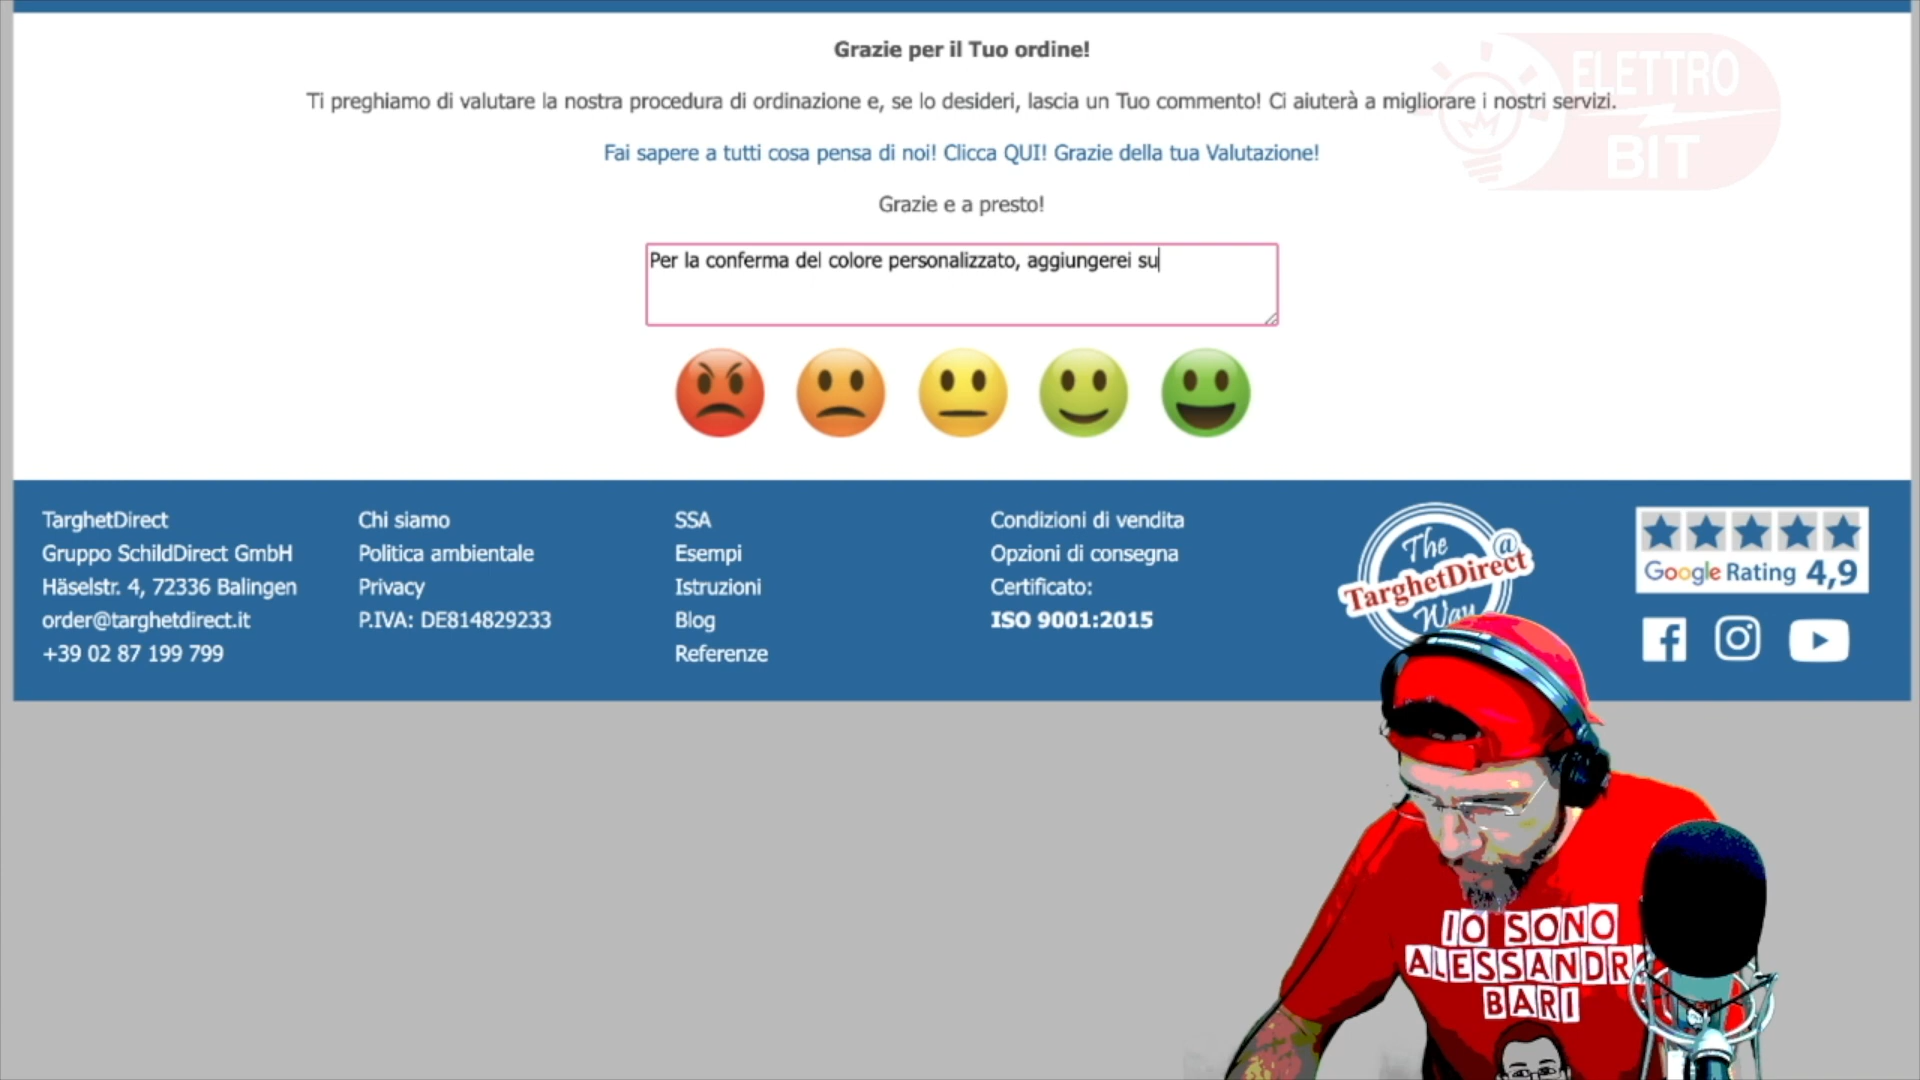 Grazie per il Tuo ordine!
Ti preghiamo di valutare la nostra procedura di ordinazione e, se lo desideri, lascia un Tuo commento! Ci aiuterà a migliorare i nostri servizi.
Fai sapere a tutti cosa pensa di noi! Clicca QUI! Grazie della tua Valutazione!
Grazie e a presto!
Per la conferma del colore personalizzato, aggiungerei su
ELETTRO
BIT
TarghetDirect
Gruppo SchildDirect GmbH
Häselstr. 4, 72336 Balingen
order@targhetdirect.it
+39 02 87 199 799
Chi siamo
Politica ambientale
Privacy
P.IVA: DE814829233
SSA
Esempi
Istruzioni
Blog
Referenze
Condizioni di vendita
Opzioni di consegna
Certificato:
ISO 9001:2015
The @
TarghetDirect
Way
Google Rating 4,9
IO SONO
ALESSANDR
BARI